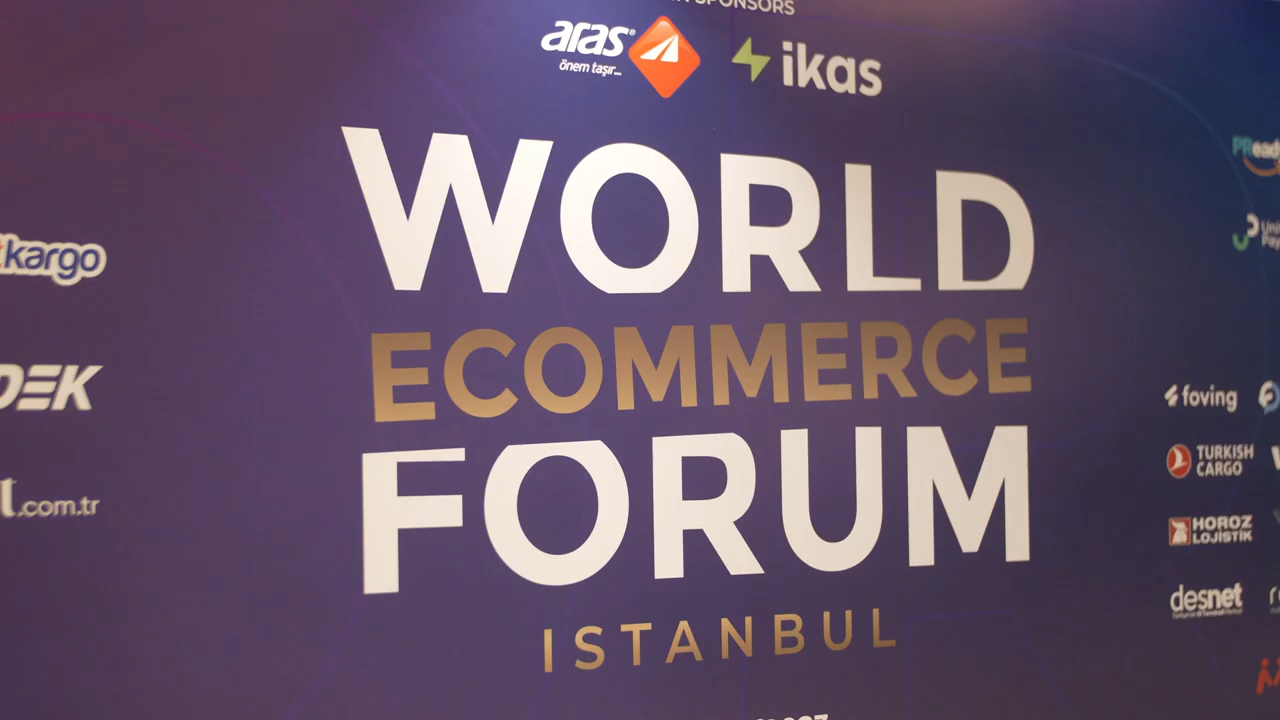 SPONSORS
aras
önem taşır...
ikas
WORLD
ECOMMERCE
FORUM
ISTANBUL
kargo
.com.tr
foving
TURKISH
CARGO
HOROZ
LOJİSTİK
desnet